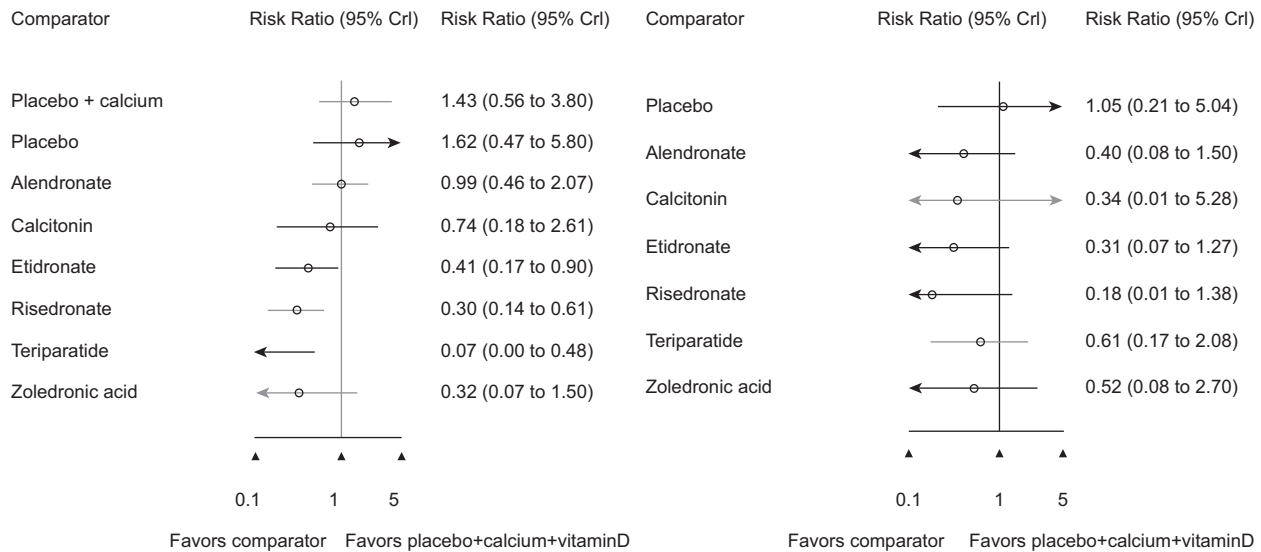 Comparator Risk Ratio (95% Crl) Risk Ratio (95% Crl)
Placebo + calcium 1.43 (0.56 to 3.80)
Placebo 1.62 (0.47 to 5.80)
Alendronate 0.99 (0.46 to 2.07)
Calcitonin 0.74 (0.18 to 2.61)
Etidronate 0.41 (0.17 to 0.90)
Risedronate 0.30 (0.14 to 0.61)
Teriparatide 0.07 (0.00 to 0.48)
Zoledronic acid 0.32 (0.07 to 1.50)
0.1 1 5
Favors comparator Favors placebo+calcium+vitaminD
Comparator Risk Ratio (95% Crl) Risk Ratio (95% Crl)
Placebo 1.05 (0.21 to 5.04)
Alendronate 0.40 (0.08 to 1.50)
Calcitonin 0.34 (0.01 to 5.28)
Etidronate 0.31 (0.07 to 1.27)
Risedronate 0.18 (0.01 to 1.38)
Teriparatide 0.61 (0.17 to 2.08)
Zoledronic acid 0.52 (0.08 to 2.70)
0.1 1 5
Favors comparator Favors placebo+calcium+vitaminD